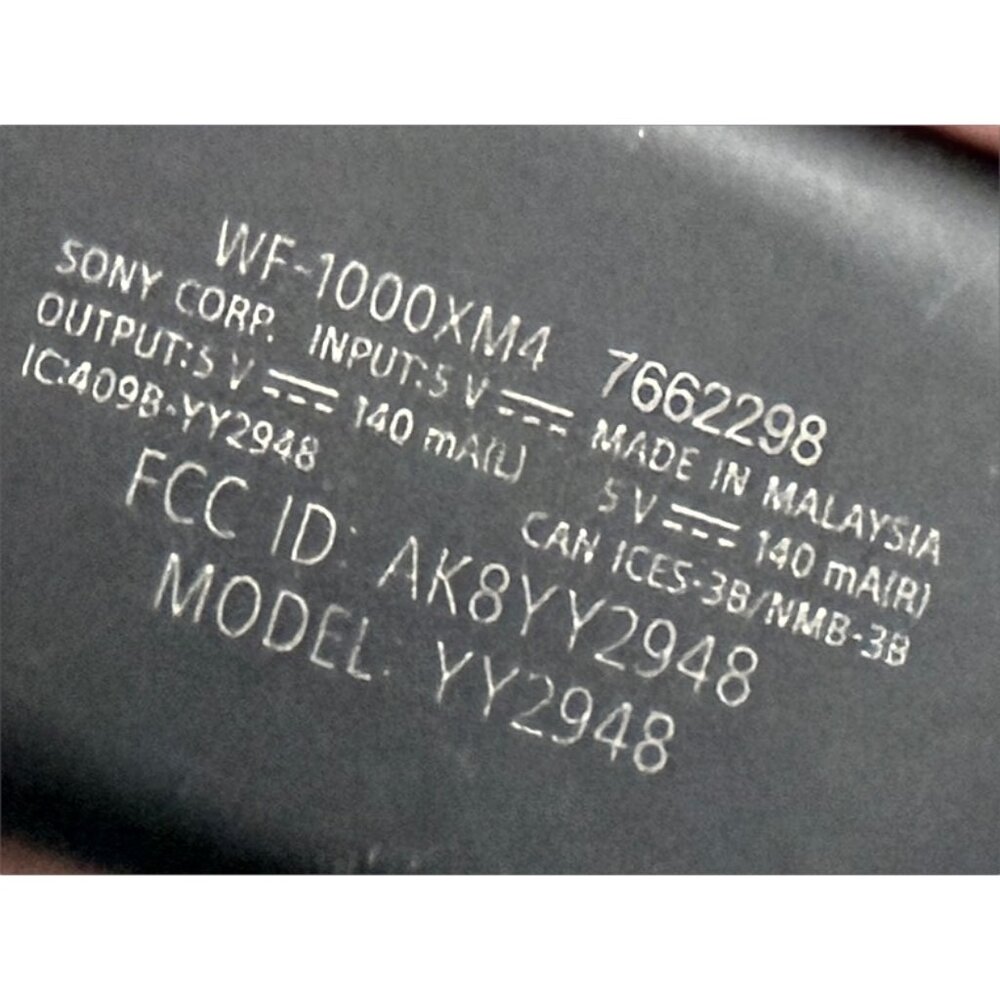 WF-1000XM4 7662298
SONY CORP. INPUT:5 V ⎓ MADE IN MALAYSIA
OUTPUT:5 V ⎓ 140 mA(L) 5 V ⎓ 140 mA(R)
IC:409B-YY2948 CAN ICES-3B/NMB-3B
FCC ID: AK8YY2948
MODEL: YY2948